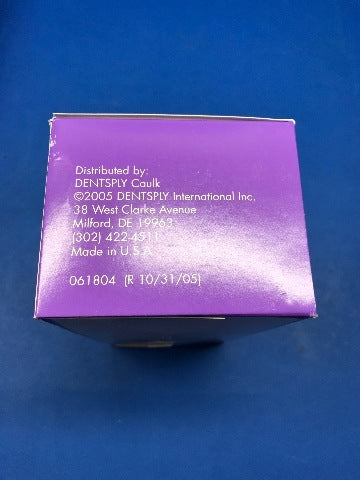 Distributed by:
DENTSPLY Caulk
©2005 DENTSPLY International Inc.
38 West Clarke Avenue
Milford, DE 19963
(302) 422-4511
Made in U.S.A.
061804 (R 10/31/05)